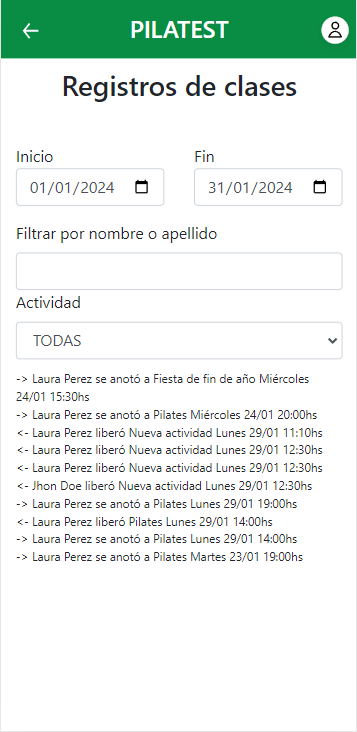 PILATEST
Registros de clases
Inicio
Fin
01/01/2024
31/01/2024
Filtrar por nombre o apellido
Actividad
TODAS
-> Laura Perez se anotó a Fiesta de fin de año Miércoles
24/01 15:30hs
-> Laura Perez se anotó a Pilates Miércoles 24/01 20:00hs
<- Laura Perez liberó Nueva actividad Lunes 29/01 11:10hs
<- Laura Perez liberó Nueva actividad Lunes 29/01 12:30hs
<- Laura Perez liberó Nueva actividad Lunes 29/01 12:30hs
<- Jhon Doe liberó Nueva actividad Lunes 29/01 12:30hs
-> Laura Perez se anotó a Pilates Lunes 29/01 19:00hs
<- Laura Perez liberó Pilates Lunes 29/01 14:00hs
-> Laura Perez se anotó a Pilates Lunes 29/01 14:00hs
-> Laura Perez se anotó a Pilates Martes 23/01 19:00hs